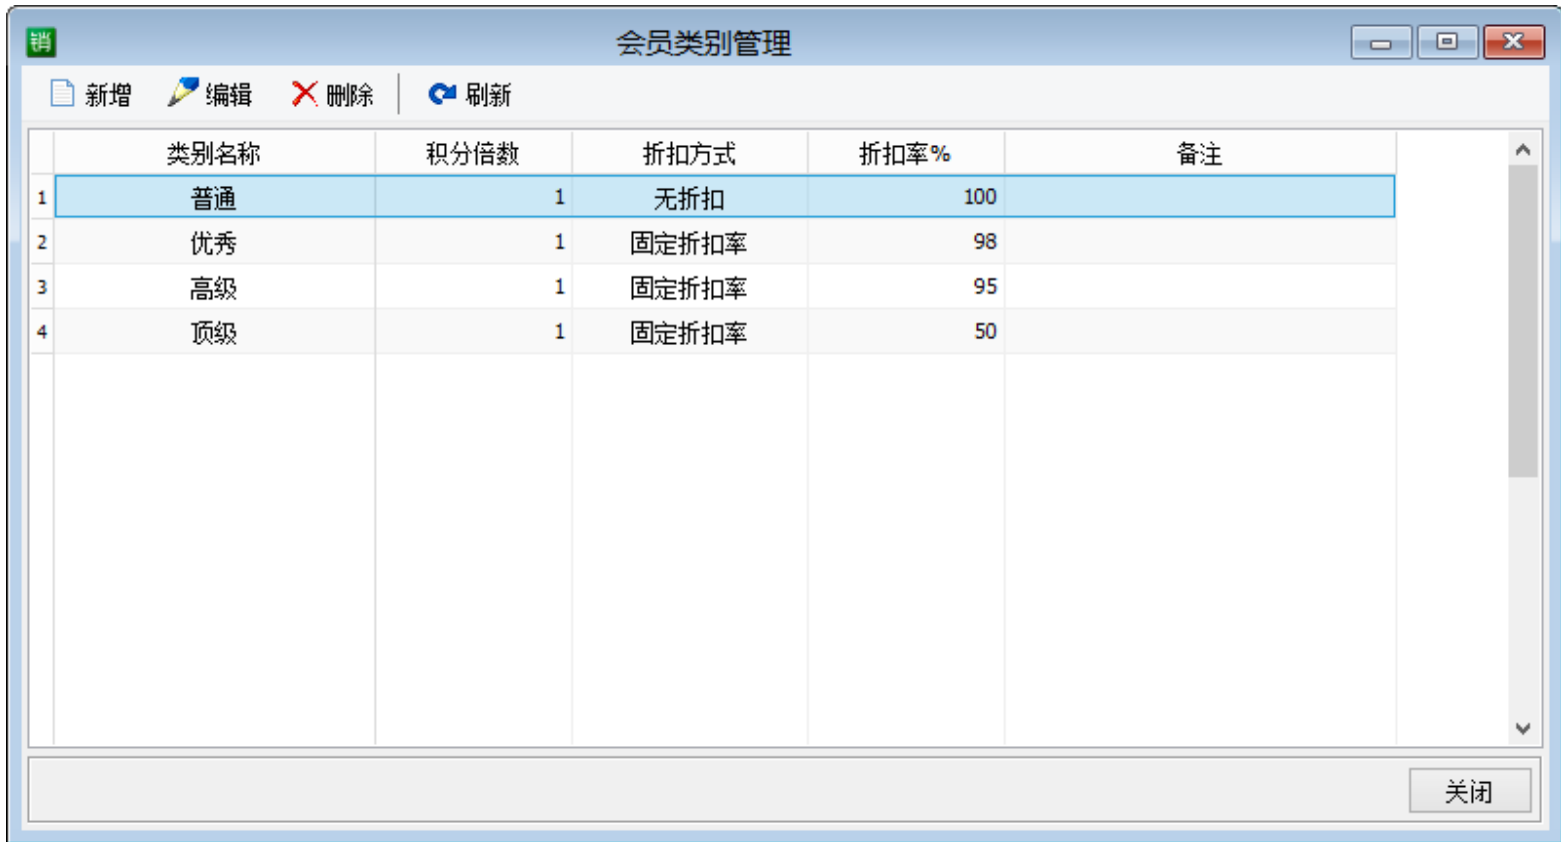 销 会员类别管理
新增 编辑 删除 刷新
类别名称 积分倍数 折扣方式 折扣率% 备注
1 普通 1 无折扣 100
2 优秀 1 固定折扣率 98
3 高级 1 固定折扣率 95
4 顶级 1 固定折扣率 50
关闭